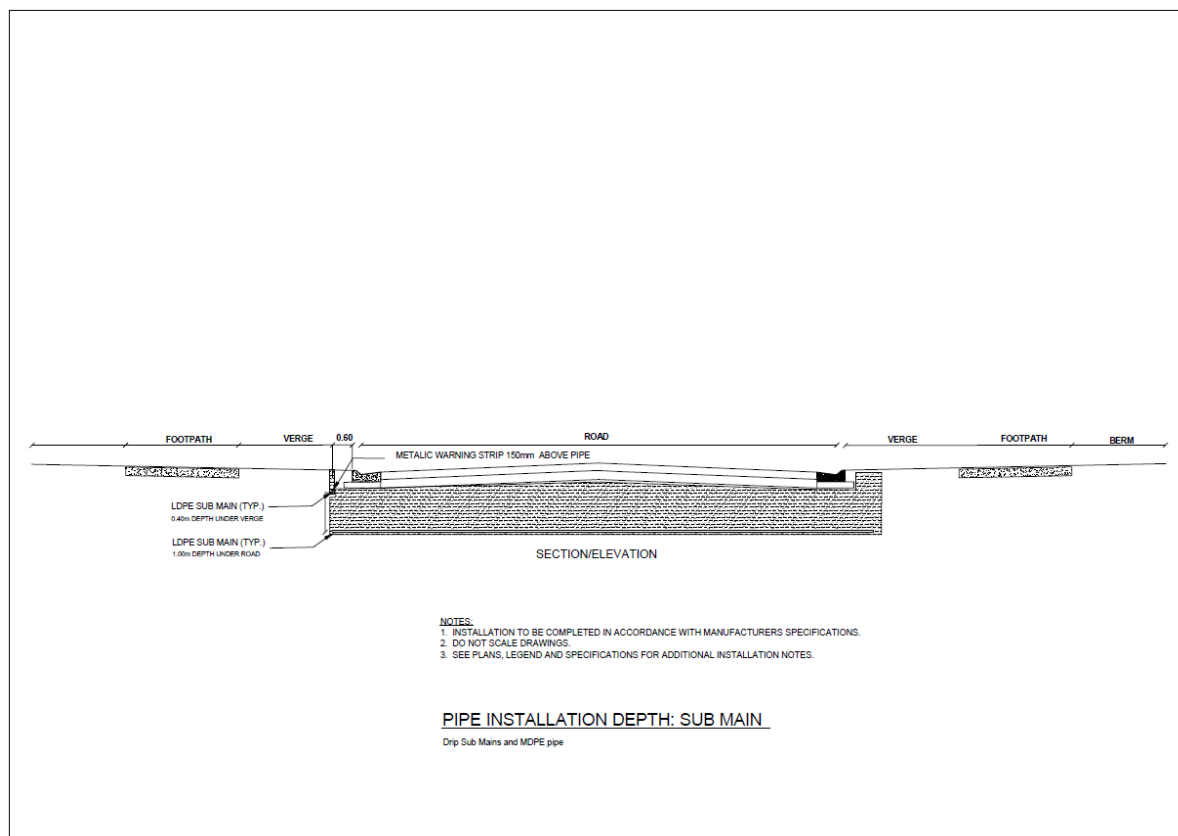 FOOTPATH VERGE 0.60 ROAD VERGE FOOTPATH BERM
METALIC WARNING STRIP 150mm ABOVE PIPE
LDPE SUB MAIN (TYP.)
0.40m DEPTH UNDER VERGE
LDPE SUB MAIN (TYP.)
1.00m DEPTH UNDER ROAD
SECTION/ELEVATION
NOTES:
1. INSTALLATION TO BE COMPLETED IN ACCORDANCE WITH MANUFACTURERS SPECIFICATIONS.
2. DO NOT SCALE DRAWINGS.
3. SEE PLANS, LEGEND AND SPECIFICATIONS FOR ADDITIONAL INSTALLATION NOTES.
PIPE INSTALLATION DEPTH: SUB MAIN
Drip Sub Mains and MDPE pipe